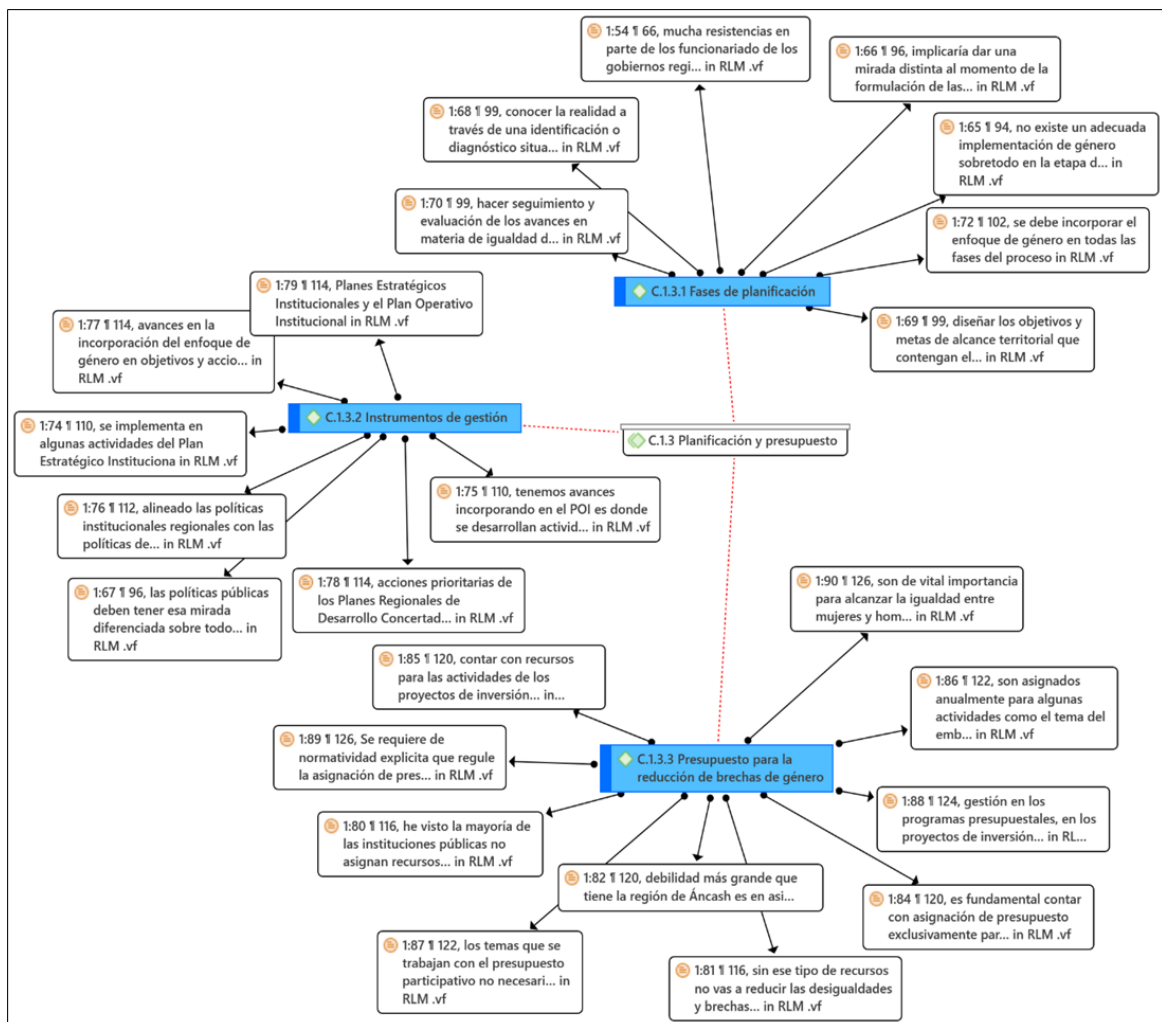 1:54 ¶ 66, mucha resistencias en
parte de los funcionariado de los
gobiernos regi... in RLM .vf
1:66 ¶ 96, implicaría dar una
mirada distinta al momento de la
formulación de las... in RLM .vf
1:68 ¶ 99, conocer la realidad a
través de una identificación o
diagnóstico situa... in RLM .vf
1:65 ¶ 94, no existe un adecuada
implementación de género
sobretodo en la etapa d... in
RLM .vf
1:70 ¶ 99, hacer seguimiento y
evaluación de los avances en
materia de igualdad d... in RLM .vf
1:72 ¶ 102, se debe incorporar el
enfoque de género en todas las
fases del proceso in RLM .vf
C.1.3.1 Fases de planificación
1:79 ¶ 114, Planes Estratégicos
Institucionales y el Plan Operativo
Institucional in RLM .vf
1:69 ¶ 99, diseñar los objetivos y
metas de alcance territorial que
contengan el... in RLM .vf
1:77 ¶ 114, avances en la
incorporación del enfoque de
género en objetivos y accio... in
RLM .vf
C.1.3.2 Instrumentos de gestión
1:74 ¶ 110, se implementa en
algunas actividades del Plan
Estratégico Instituciona in RLM .vf
C.1.3 Planificación y presupuesto
1:76 ¶ 112, alineado las políticas
institucionales regionales con las
políticas de... in RLM .vf
1:75 ¶ 110, tenemos avances
incorporando en el POI es donde
se desarrollan activid... in
RLM .vf
1:67 ¶ 96, las políticas públicas
deben tener esa mirada
diferenciada sobre todo... in
RLM .vf
1:78 ¶ 114, acciones prioritarias de
los Planes Regionales de
Desarrollo Concertad... in RLM .vf
1:90 ¶ 126, son de vital importancia
para alcanzar la igualdad entre
mujeres y hom... in RLM .vf
1:85 ¶ 120, contar con recursos
para las actividades de los
proyectos de inversión... in...
1:86 ¶ 122, son asignados
anualmente para algunas
actividades como el tema del
emb... in RLM .vf
1:89 ¶ 126, Se requiere de
normatividad explicita que regule
la asignación de pres... in RLM .vf
C.1.3.3 Presupuesto para la
reducción de brechas de género
1:88 ¶ 124, gestión en los
programas presupuestales, en los
proyectos de inversión... in RL...
1:80 ¶ 116, he visto la mayoría de
las instituciones públicas no
asignan recursos... in RLM .vf
1:82 ¶ 120, debilidad más grande que
tiene la región de Áncash es en asi...
1:84 ¶ 120, es fundamental contar
con asignación de presupuesto
exclusivamente par... in RLM .vf
1:87 ¶ 122, los temas que se
trabajan con el presupuesto
participativo no necesari... in
RLM .vf
1:81 ¶ 116, sin ese tipo de recursos
no vas a reducir las desigualdades
y brechas... in RLM .vf